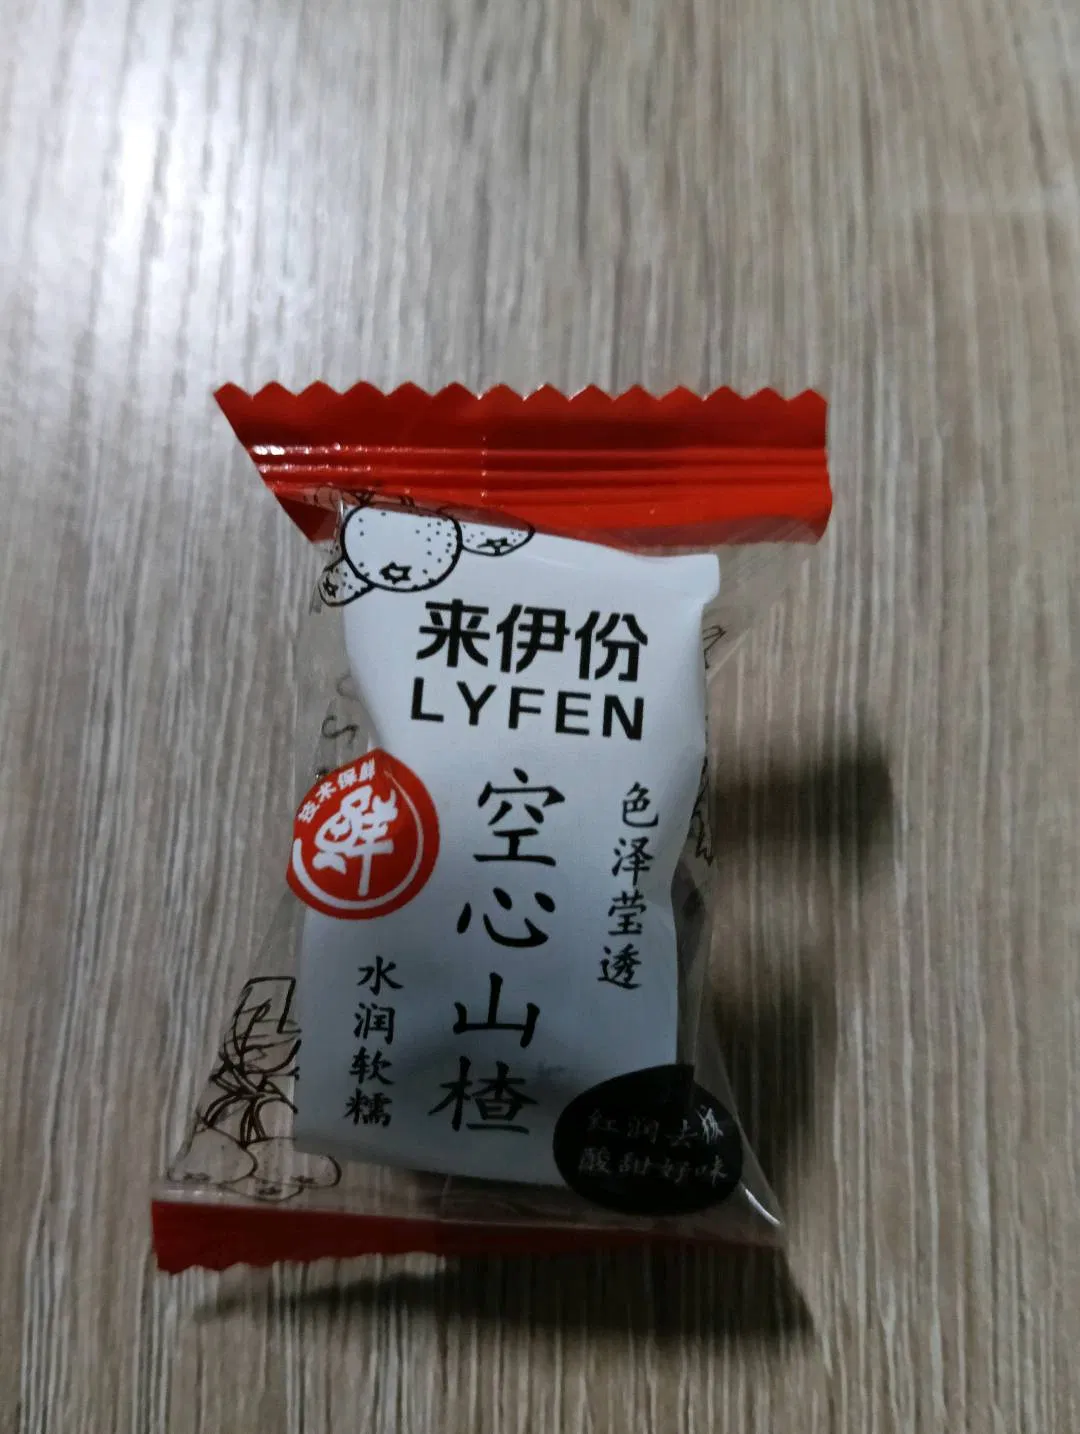 来伊份
LYFEN
色泽莹透
空心山楂
技术保鲜
鲜
水润软糯
红润去核
酸甜好味